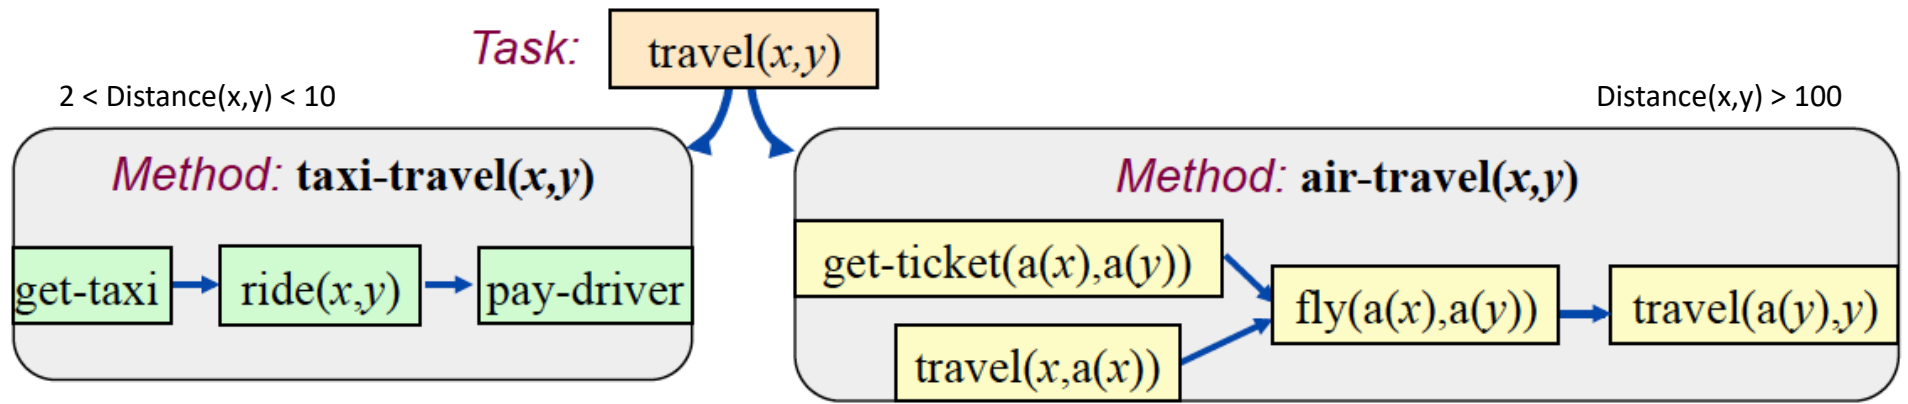 Task:
travel(x,y)
2 < Distance(x,y) < 10
Distance(x,y) > 100
Method: taxi-travel(x,y)
get-taxi
ride(x,y)
pay-driver
Method: air-travel(x,y)
get-ticket(a(x),a(y))
travel(x,a(x))
fly(a(x),a(y))
travel(a(y),y)